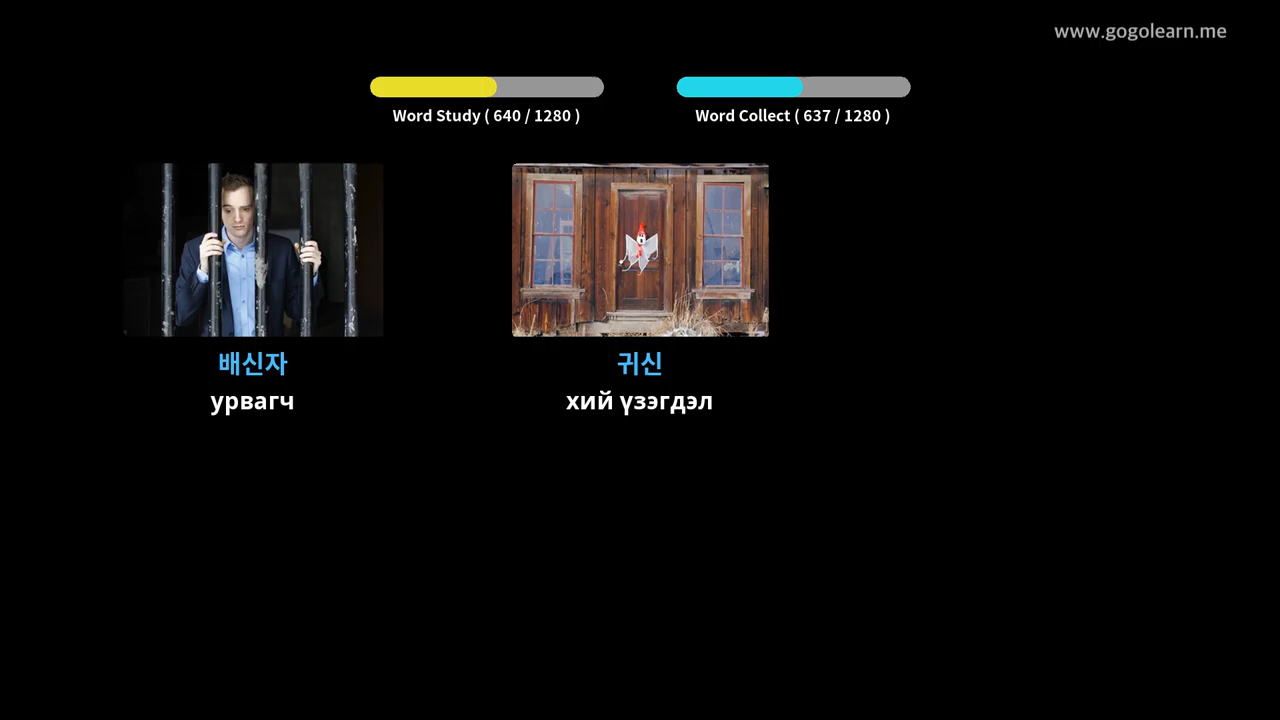 www.gogolearn.me
Word Study ( 640 / 1280 )
Word Collect ( 637 / 1280 )
배신자
урвагч
귀신
хий үзэгдэл